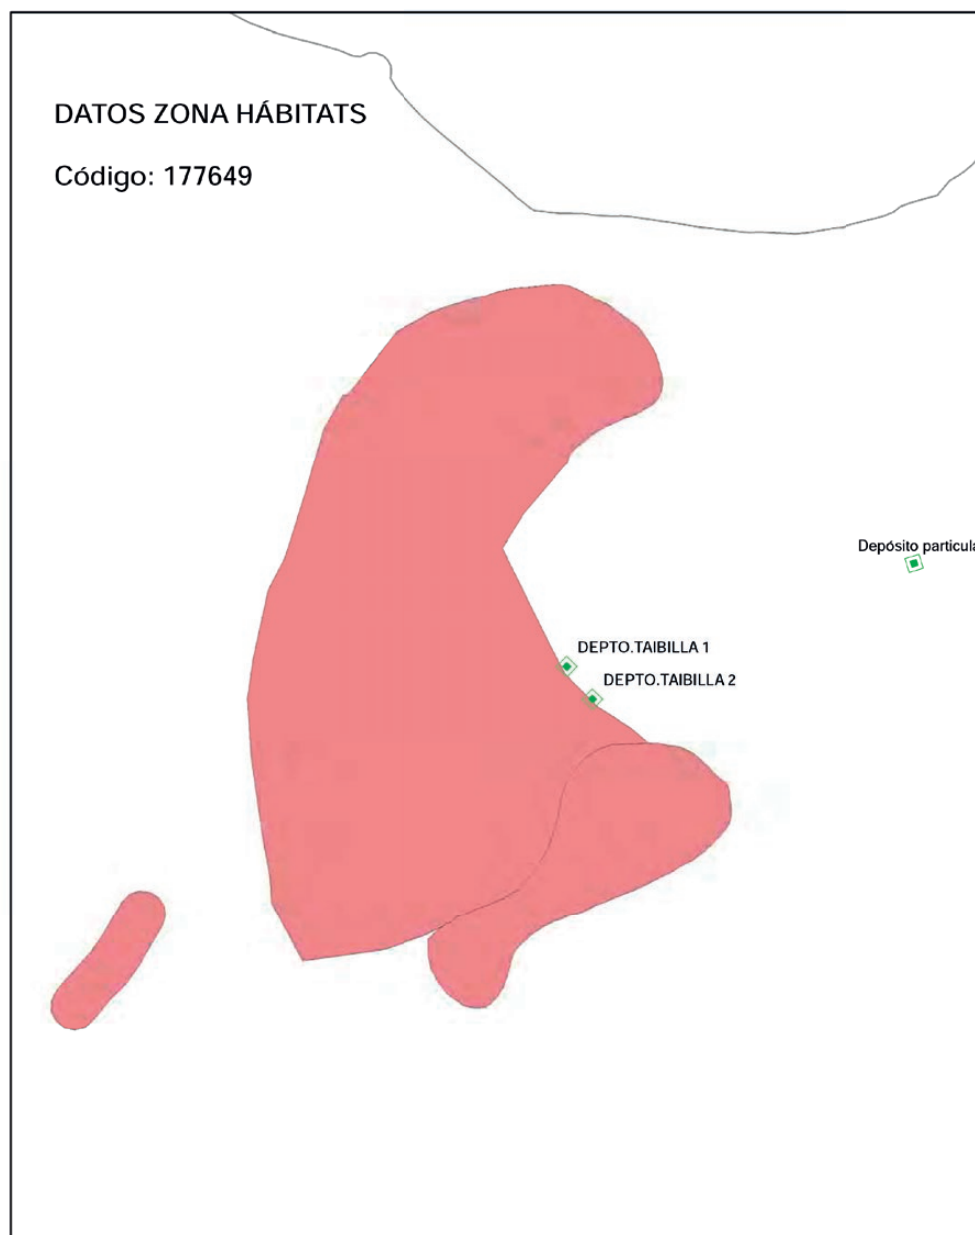 DATOS ZONA HÁBITATS
Código: 177649
Depósito particula
DEPTO.TAIBILLA 1
DEPTO.TAIBILLA 2